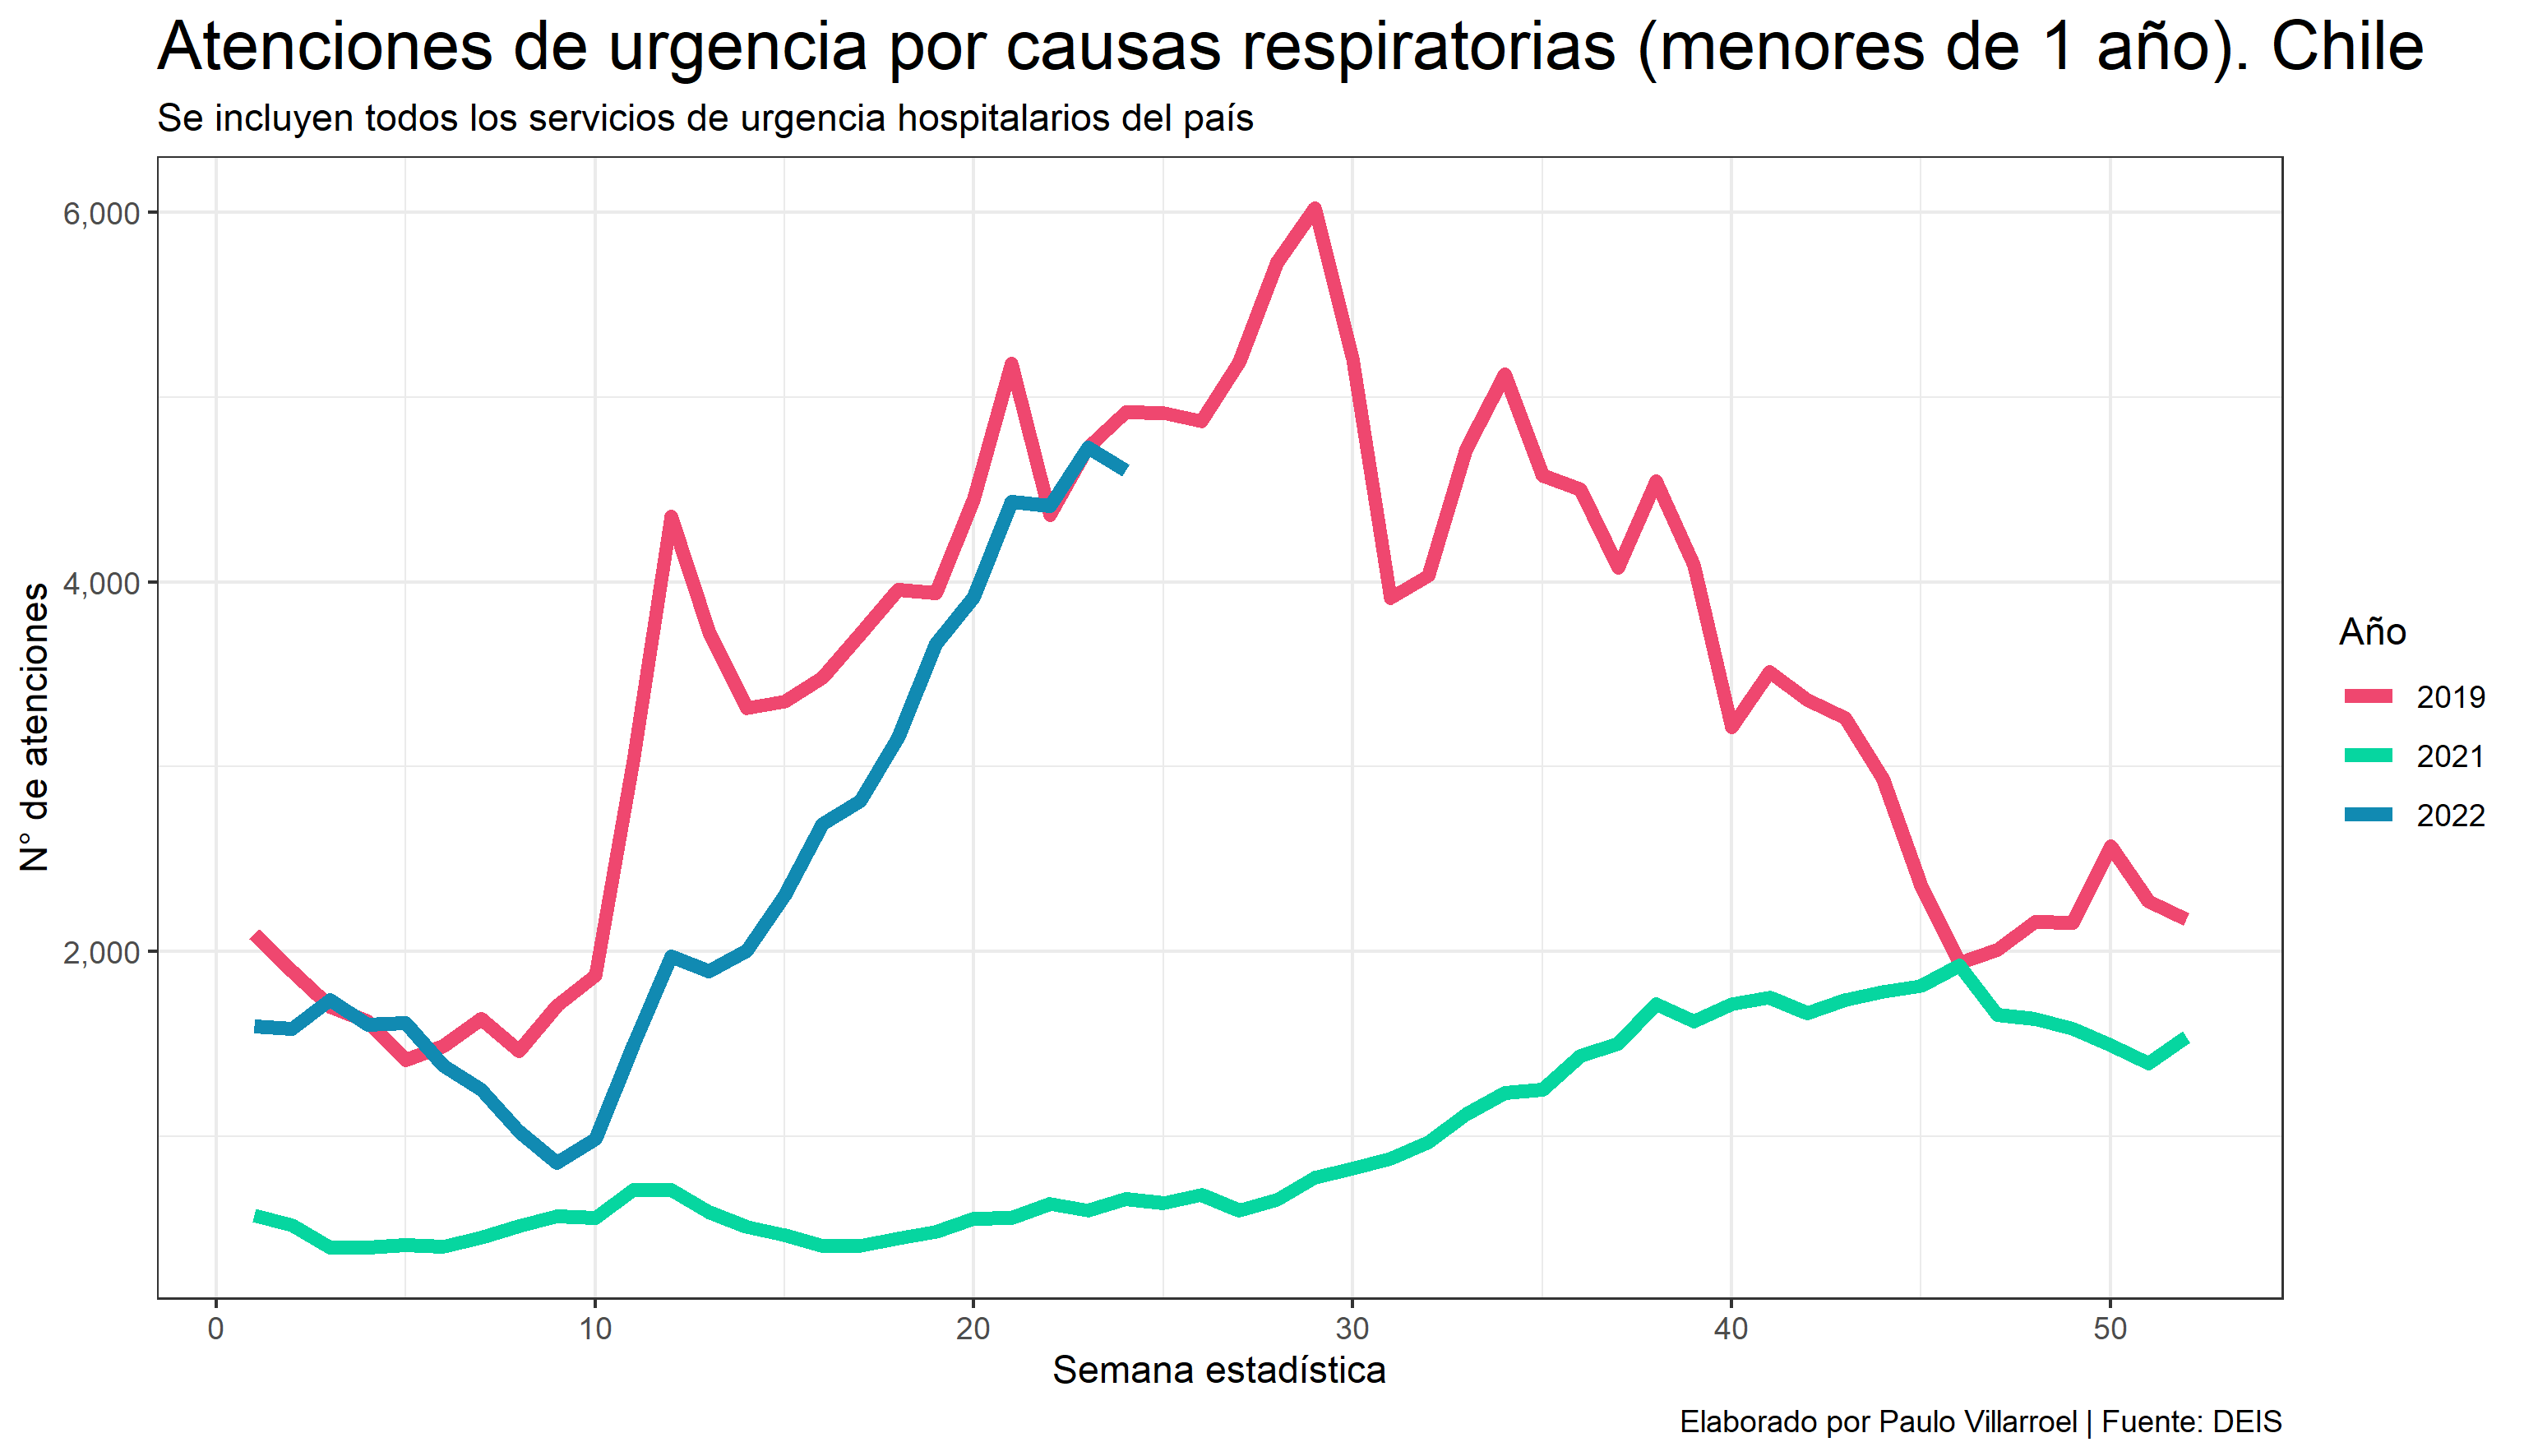 Atenciones de urgencia por causas respiratorias (menores de 1 año). Chile
Se incluyen todos los servicios de urgencia hospitalarios del país
N° de atenciones
6,000
4,000
2,000
0 10 20 30 40 50
Semana estadística
Año
2019
2021
2022
Elaborado por Paulo Villarroel | Fuente: DEIS